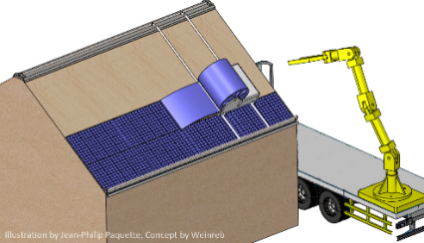 Illustration by Jean-Philip Paquette, Concept by Weinreb